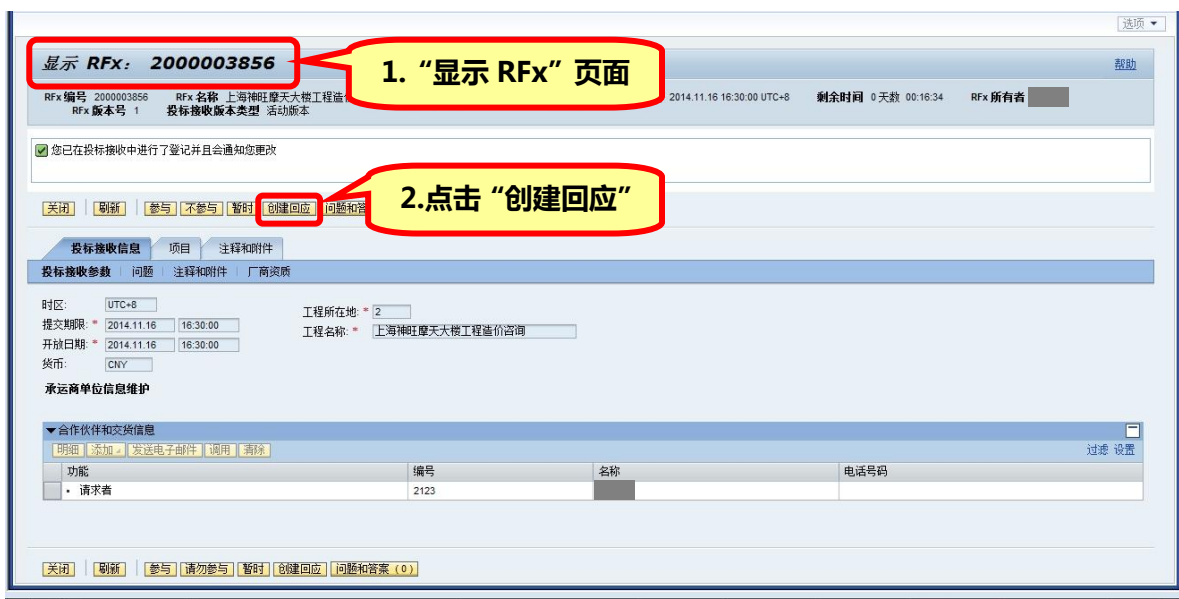 选项
显示 RFx： 2000003856
1.“显示 RFx”页面
帮助
RFx 编号 2000003856 RFx 名称 上海神旺摩天大楼工程造 2014.11.16 16:30:00 UTC+8 剩余时间 0 天数 00:16:34 RFx 所有者
RFx 版本号 1 投标接收版本类型 活动版本
您已在投标接收中进行了登记并且会通知您更改
2.点击“创建回应”
关闭 刷新 参与 不参与 暂时 创建回应 问题和答
投标接收信息 项目 注释和附件
投标接收参数 问题 注释和附件 厂商资质
时区: UTC+8 工程所在地: * 2
提交期限: * 2014.11.16 16:30:00 工程名称: * 上海神旺摩天大楼工程造价咨询
开放日期: * 2014.11.16 16:30:00
货币: CNY
承运商单位信息维护
合作伙伴和交货信息
明细 添加 发送电子邮件 调用 清除 过滤 设置
功能 编号 名称 电话号码
• 请求者 2123
关闭 刷新 参与 请勿参与 暂时 创建回应 问题和答案 (0)